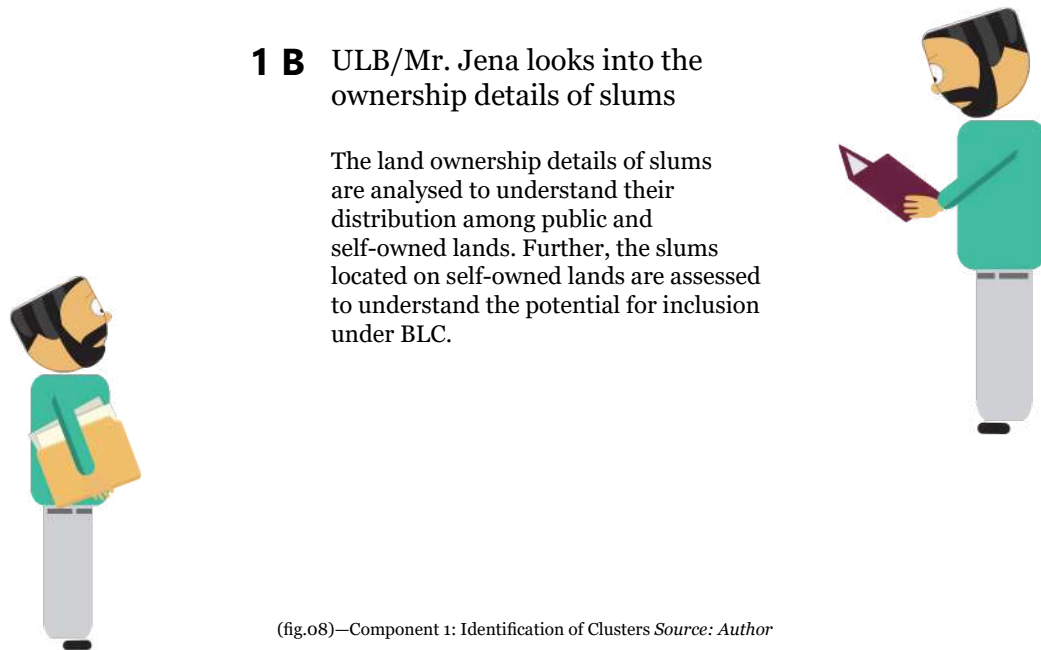 1 B ULB/Mr. Jena looks into the
ownership details of slums
The land ownership details of slums
are analysed to understand their
distribution among public and
self-owned lands. Further, the slums
located on self-owned lands are assessed
to understand the potential for inclusion
under BLC.
(fig.08)—Component 1: Identification of Clusters Source: Author